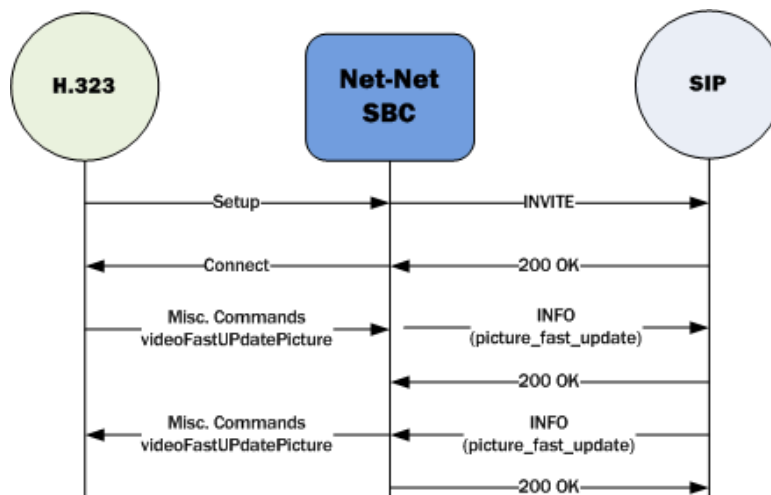 H.323
Net-Net
SBC
SIP
Setup
INVITE
Connect
200 OK
Misc. Commands
videoFastUPdatePicture
INFO
(picture_fast_update)
200 OK
Misc. Commands
videoFastUPdatePicture
INFO
(picture_fast_update)
200 OK